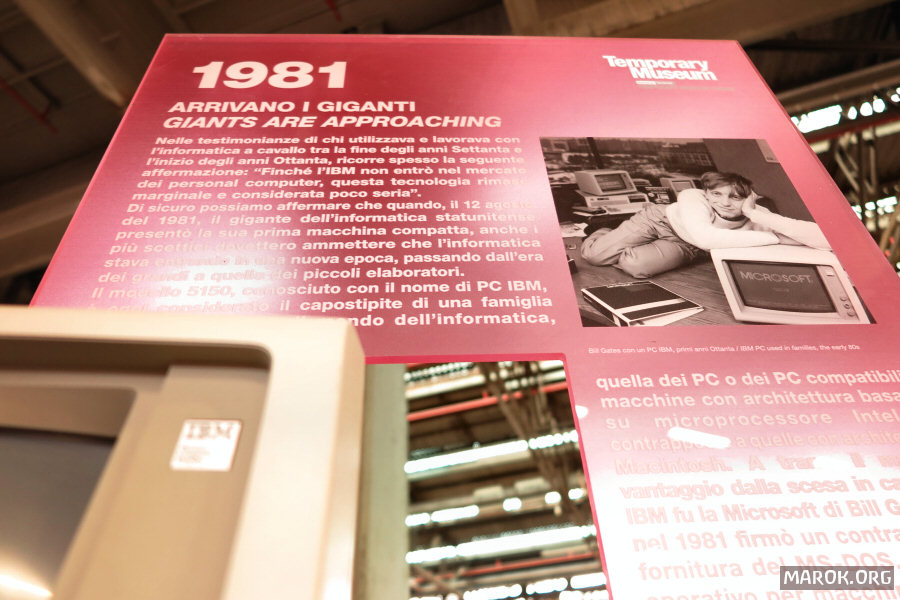 1981
Temporary
Museum
ARRIVANO I GIGANTI
GIANTS ARE APPROACHING
Nelle testimonianze di chi utilizzava e lavorava con
l'informatica a cavallo tra la fine degli anni Settanta e
l'inizio degli anni Ottanta, ricorre spesso la seguente
affermazione: "Finché l'IBM non entrò nel mercato
dei personal computer, questa tecnologia rimase
marginale e considerata poco seria".
Di sicuro possiamo affermare che quando, il 12 agosto
del 1981, il gigante dell'informatica statunitense
presentò la sua prima macchina compatta, anche i
più scettici dovettero ammettere che l'informatica
stava entrando in una nuova epoca, passando dall'era
dei grandi a quella dei piccoli elaboratori.
Il modello 5150, conosciuto con il nome di PC IBM,
il capostipite di una famiglia
dell'informatica,
MICROSOFT
Bill Gates con un PC IBM, primi anni Ottanta / IBM PC used in families, the early 80s
quella dei PC o dei PC compatibili
macchine con architettura
su microprocessore Intel
a quelle con
Macintosh. A
vantaggio dalla scesa in
IBM fu la Microsoft di Bill
nel 1981 firmò un
fornitura del MS-DOS
operativo per
IBM
MAROK.ORG